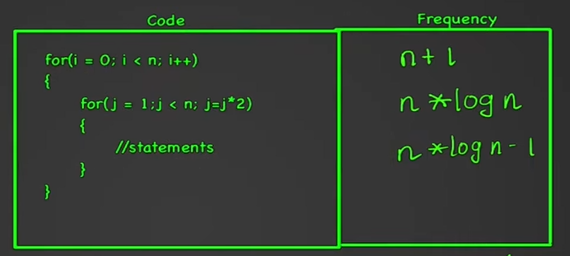 Code Frequency
for(i = 0; i < n; i++) n + 1
{
for(j = 1;j < n; j=j*2) n * log n
{
//statements n * log n - 1
}
}